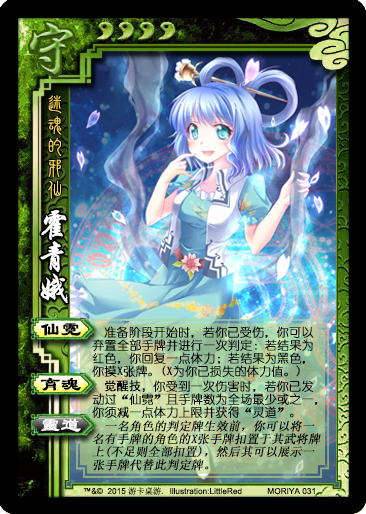 守
迷魂的邪仙
霍青娥
仙霓
准备阶段开始时，若你已受伤，你可以
弃置全部手牌并进行一次判定：若结果为
红色，你回复一点体力；若结果为黑色，
你摸X张牌。(X为你已损失的体力值。)
育魂
觉醒技，你受到一次伤害时，若你已发
动过“仙霓”且手牌数为全场最少或之一，
你须减一点体力上限并获得“灵道”。
靈道
一名角色的判定牌生效前，你可以将一
名有手牌的角色的X张手牌扣置于其武将牌
上(不足则全部扣置)，然后其可以展示一
张手牌代替此判定牌。
™&© 2015 游卡桌游. Illustration:LittleRed
MORIYA 031